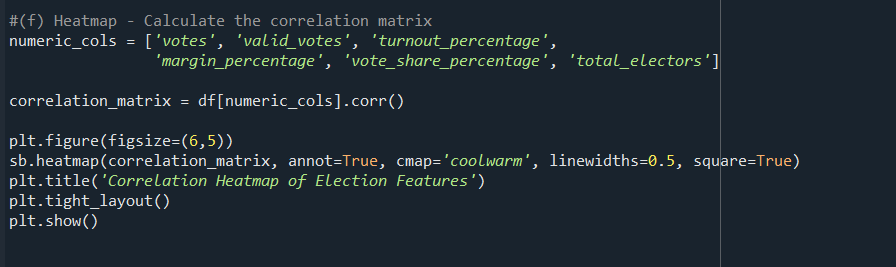 #(f) Heatmap - Calculate the correlation matrix
numeric_cols = ['votes', 'valid_votes', 'turnout_percentage',
                'margin_percentage', 'vote_share_percentage', 'total_electors']

correlation_matrix = df[numeric_cols].corr()

plt.figure(figsize=(6,5))
sb.heatmap(correlation_matrix, annot=True, cmap='coolwarm', linewidths=0.5, square=True)
plt.title('Correlation Heatmap of Election Features')
plt.tight_layout()
plt.show()